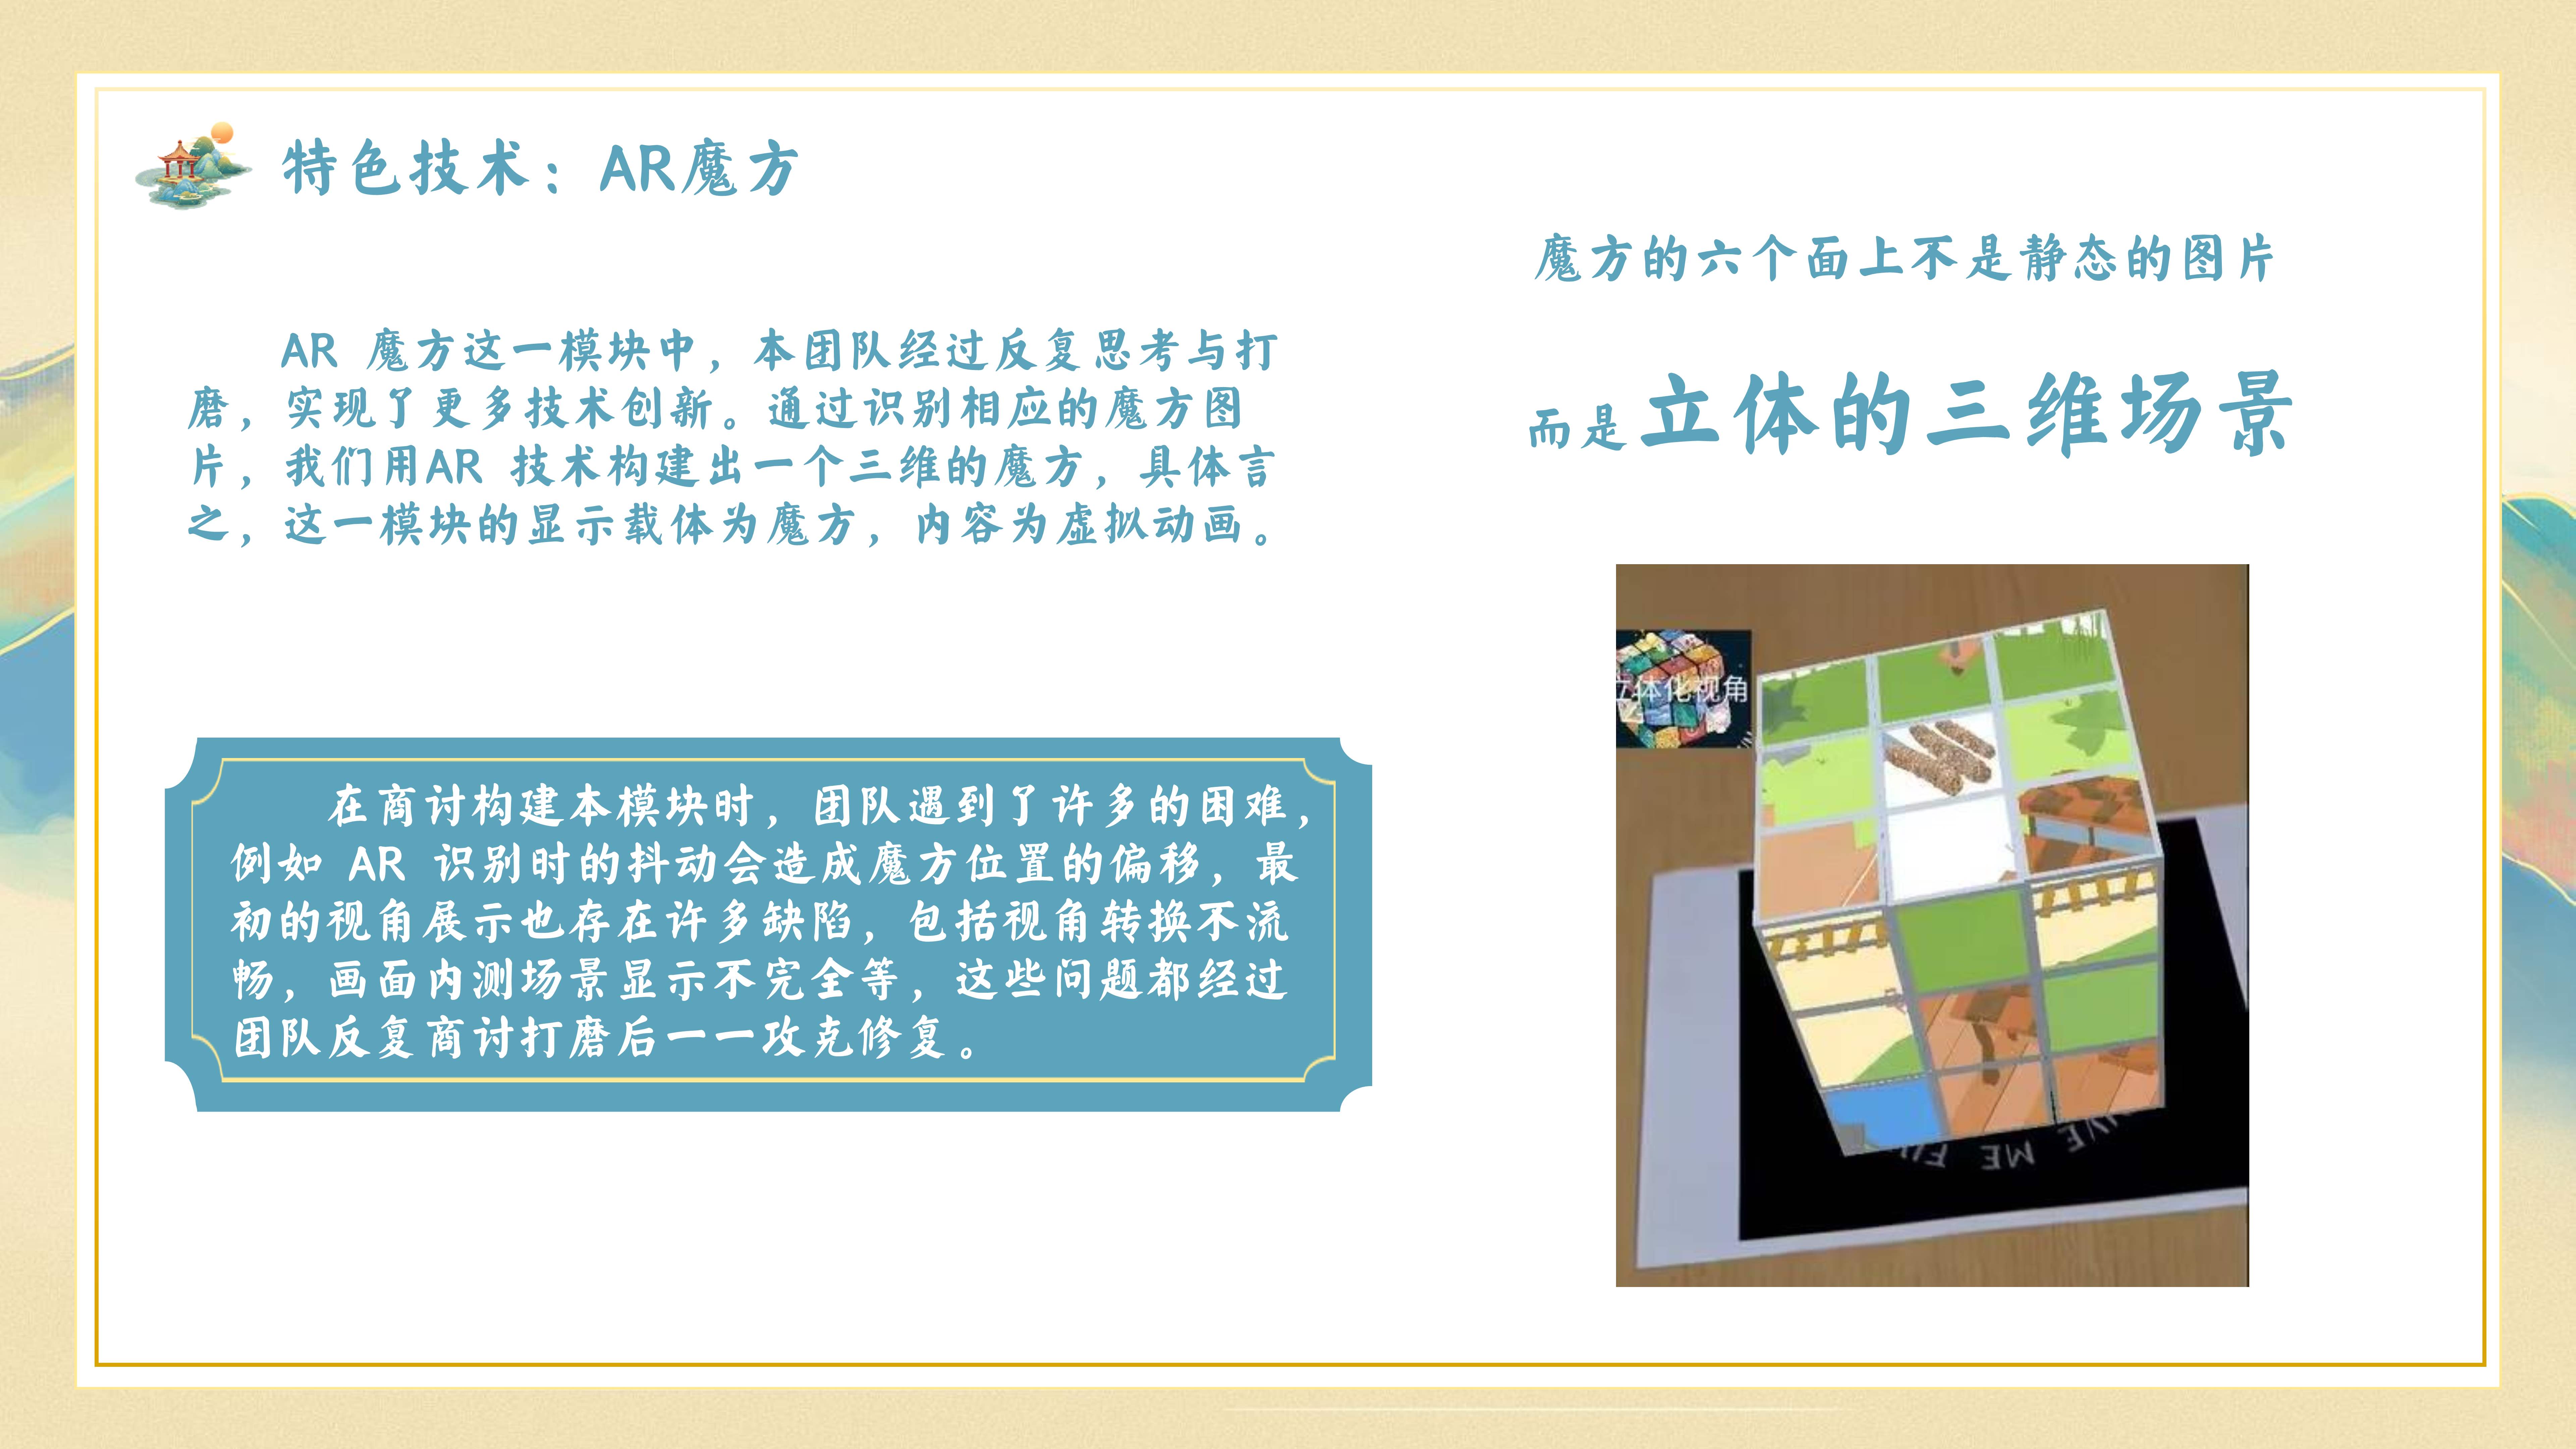 特色技术：AR魔方
AR 魔方这一模块中，本团队经过反复思考与打
磨，实现了更多技术创新。通过识别相应的魔方图
片，我们用AR 技术构建出一个三维的魔方，具体言
之，这一模块的显示载体为魔方，内容为虚拟动画。
在商讨构建本模块时，团队遇到了许多的困难，
例如 AR 识别时的抖动会造成魔方位置的偏移，最
初的视角展示也存在许多缺陷，包括视角转换不流
畅，画面内测场景显示不完全等，这些问题都经过
团队反复商讨打磨后一一攻克修复。
魔方的六个面上不是静态的图片
而是立体的三维场景
立体化视角
ME